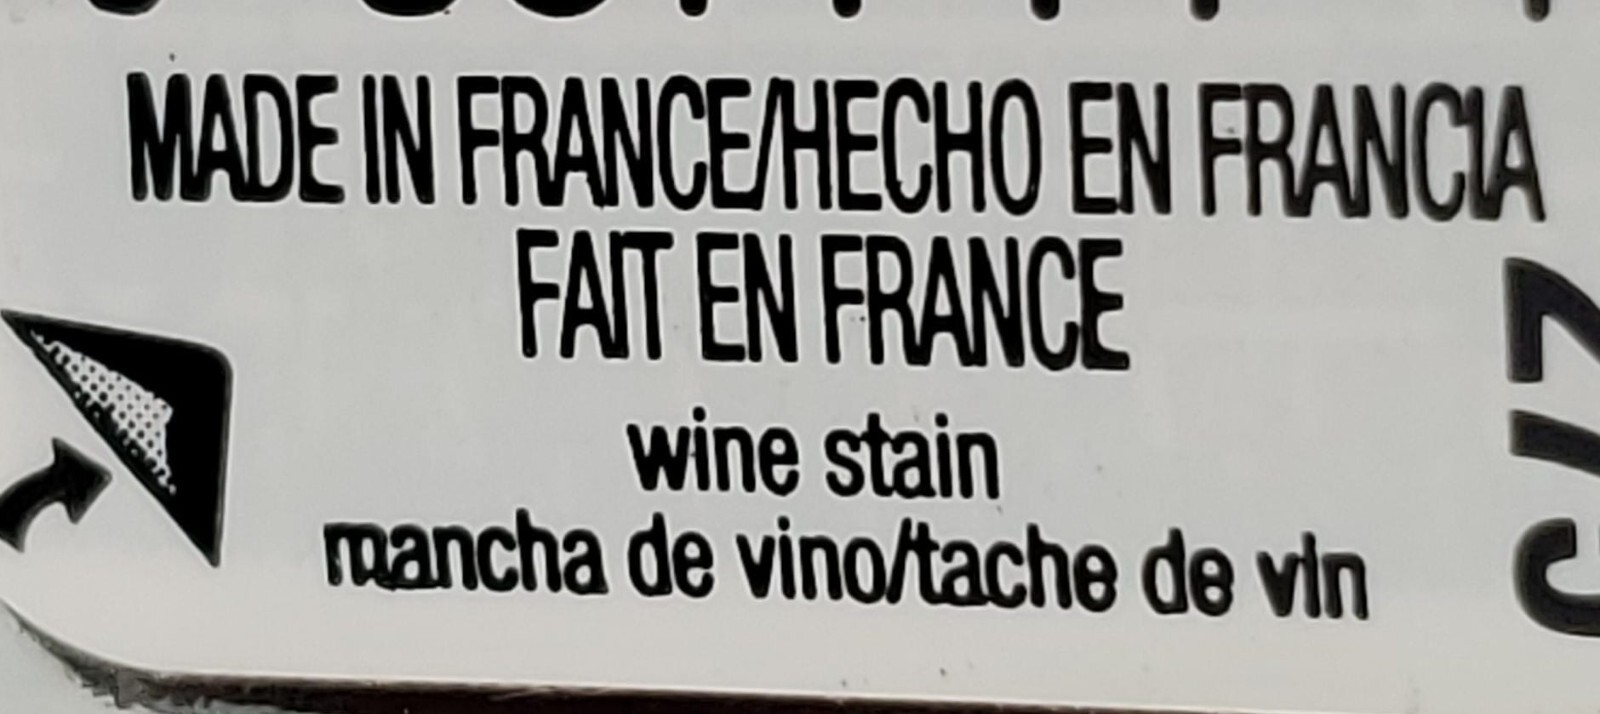 MADE IN FRANCE/HECHO EN FRANCIA
FAIT EN FRANCE
wine stain
mancha de vino/tache de vin